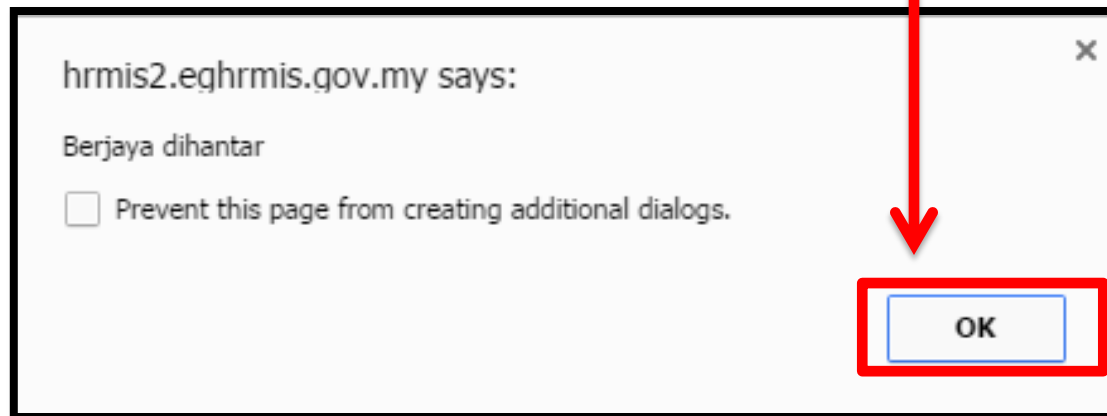 hrmis2.eghrmis.gov.my says:
Berjaya dihantar
Prevent this page from creating additional dialogs.
OK